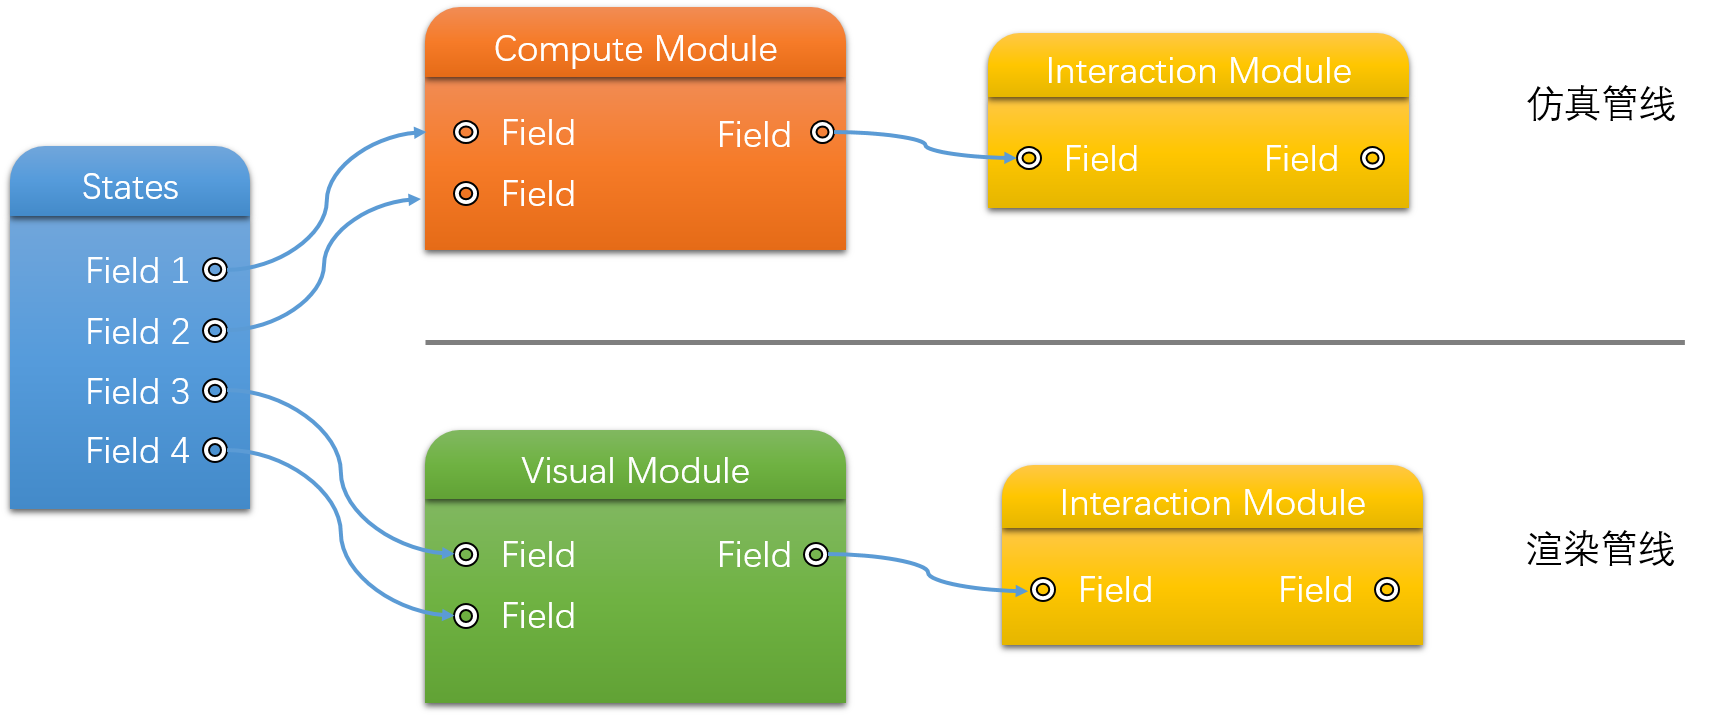 States
Field 1
Field 2
Field 3
Field 4
Compute Module
Field
Field
Field
Interaction Module
Field
Field
仿真管线
Visual Module
Field
Field
Field
Interaction Module
Field
Field
渲染管线